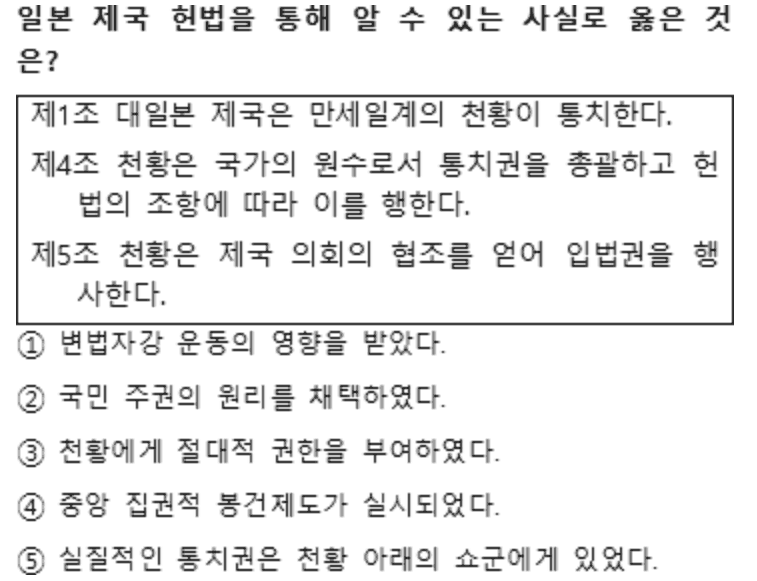 일본 제국 헌법을 통해 알 수 있는 사실로 옳은 것
은?
제1조 대일본 제국은 만세일계의 천황이 통치한다.
제4조 천황은 국가의 원수로서 통치권을 총괄하고 헌
법의 조항에 따라 이를 행한다.
제5조 천황은 제국 의회의 협조를 얻어 입법권을 행
사한다.
① 변법자강 운동의 영향을 받았다.
② 국민 주권의 원리를 채택하였다.
③ 천황에게 절대적 권한을 부여하였다.
④ 중앙 집권적 봉건제도가 실시되었다.
⑤ 실질적인 통치권은 천황 아래의 쇼군에게 있었다.